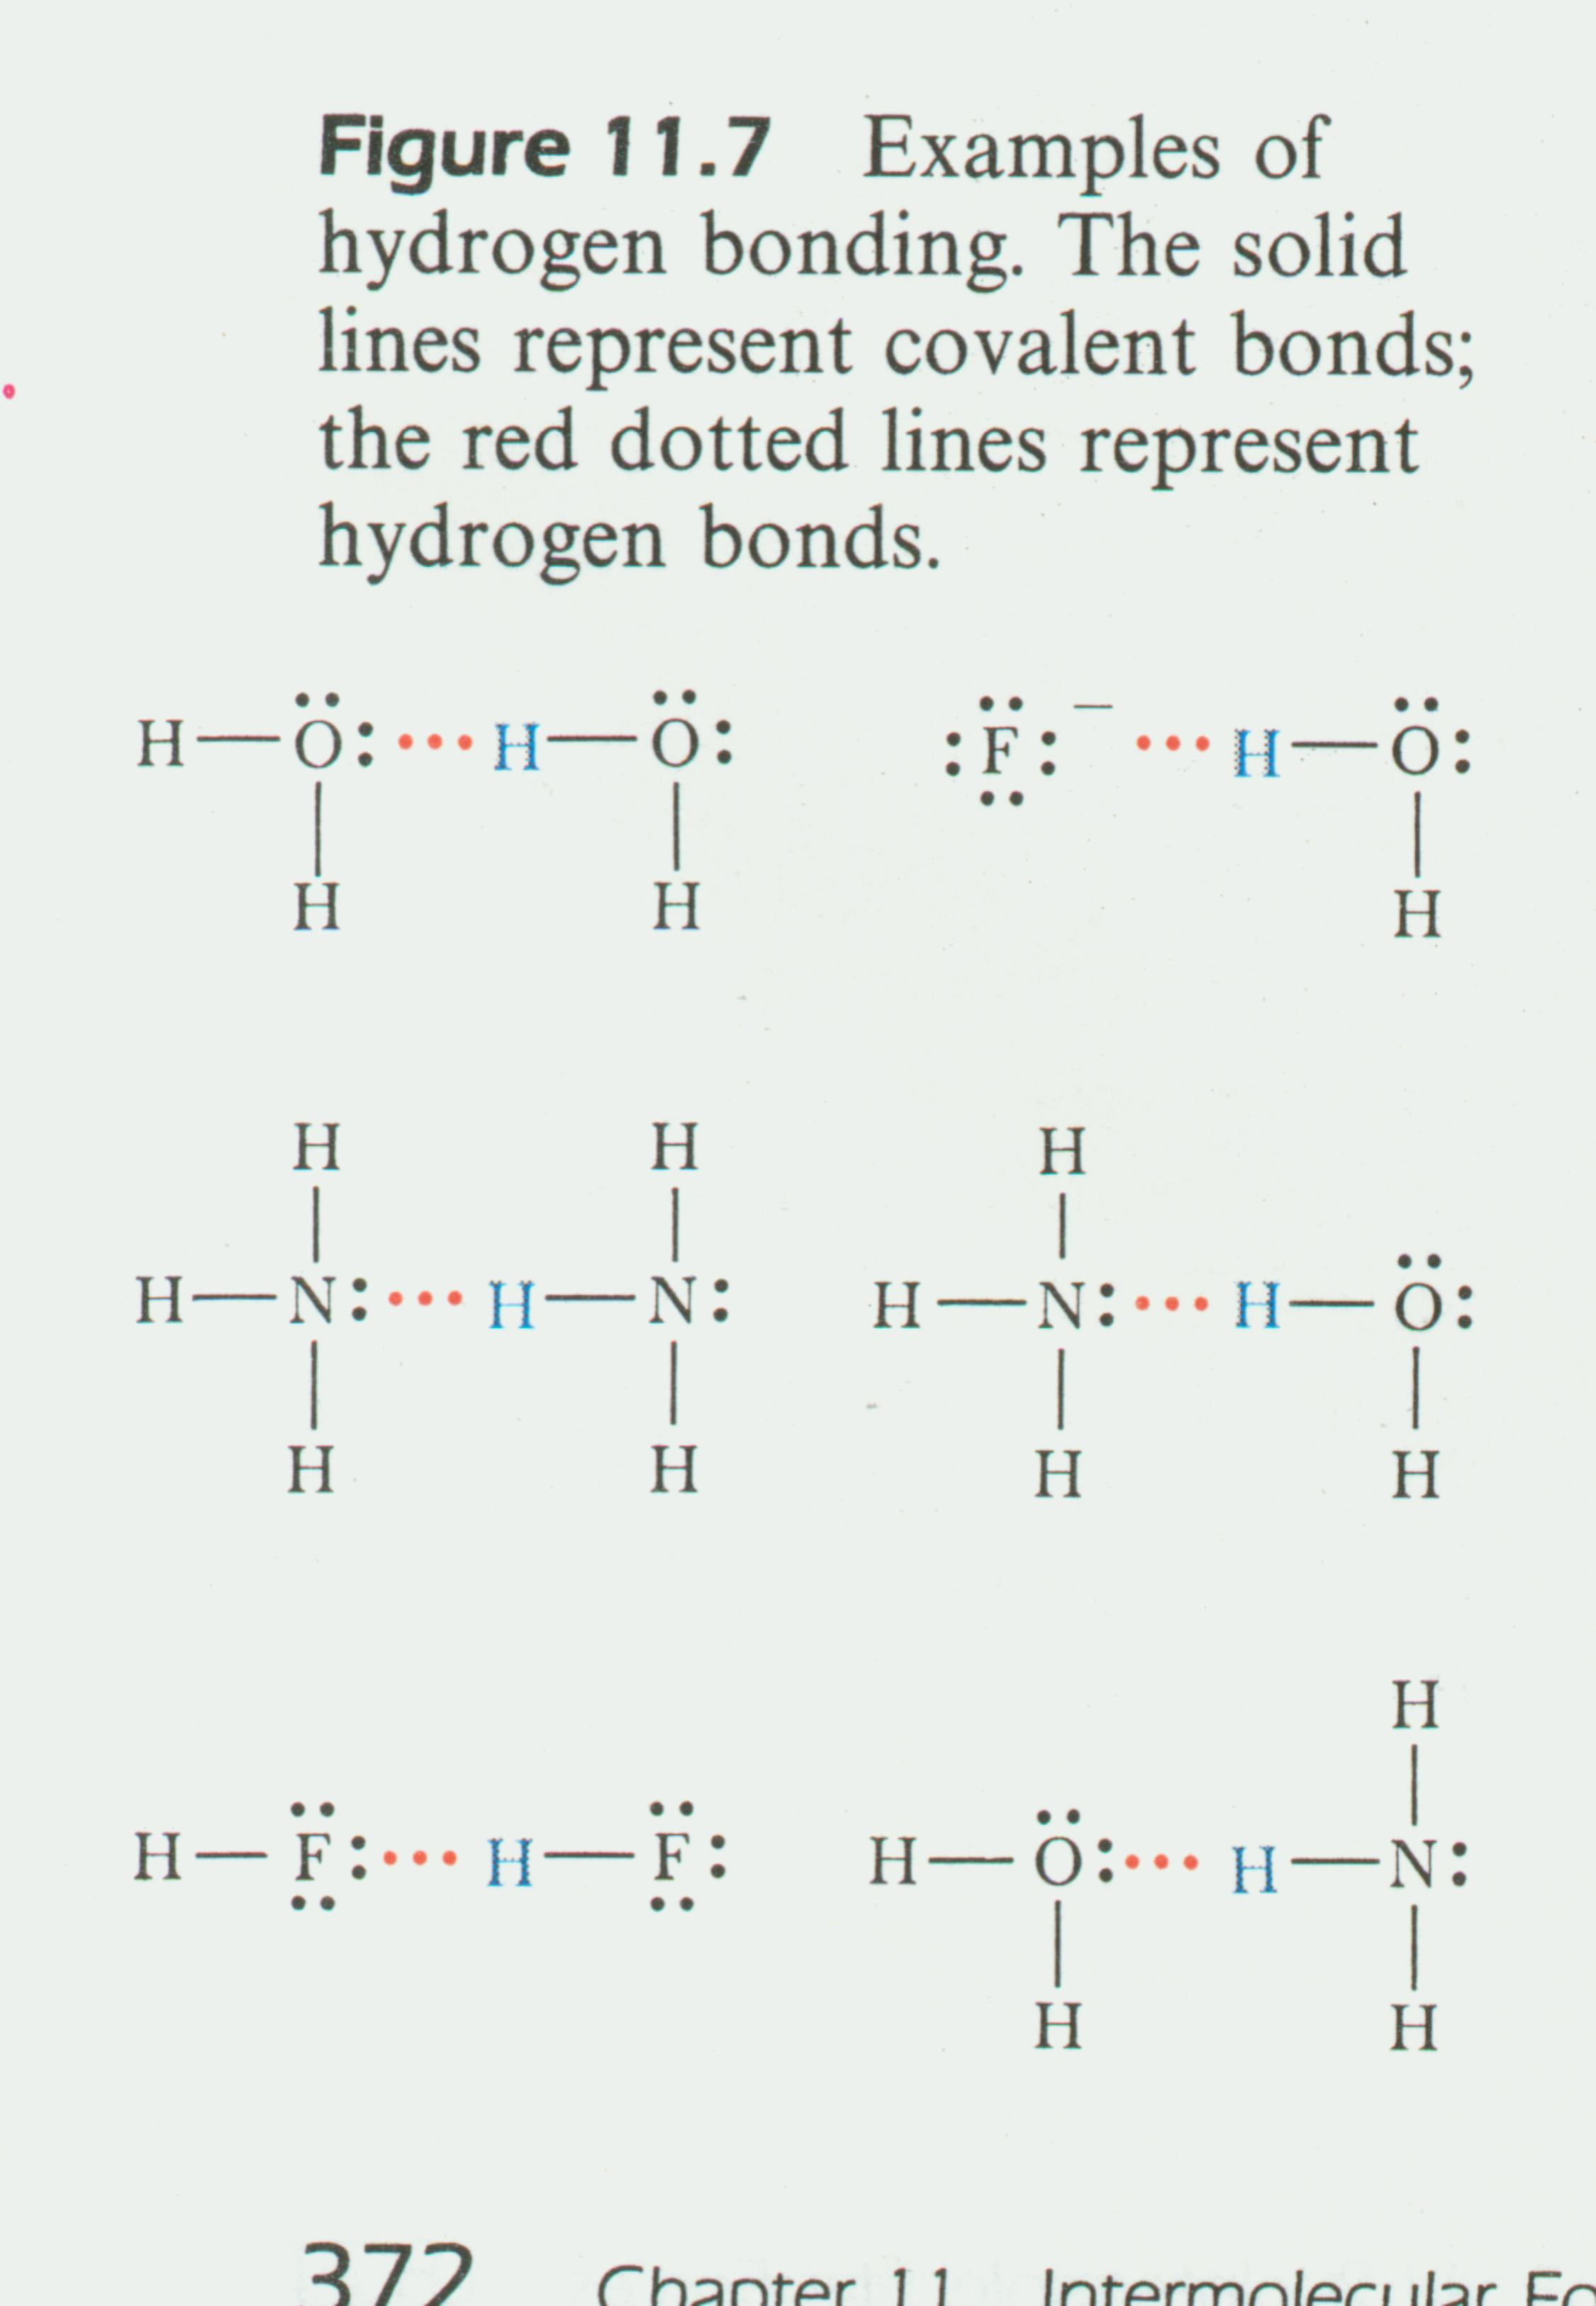 Figure 11.7 Examples of
hydrogen bonding. The solid
lines represent covalent bonds;
the red dotted lines represent
hydrogen bonds.
H—O:···H—O: :F:⁻ ···H—O:
H H H
H H H
H—N:···H—N: H—N:···H—O:
H H H H
H
H—F:···H—F: H—O:···H—N:
H H
372 Chapter 11 Intermolecular